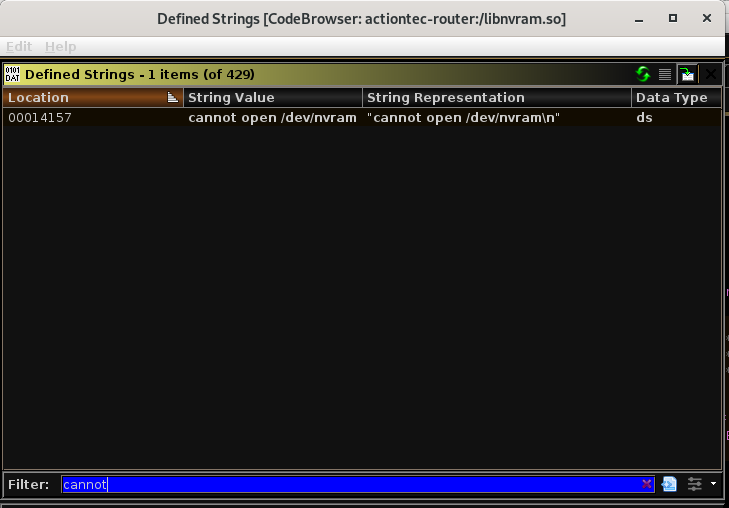 Defined Strings [CodeBrowser: actiontec-router:/libnvram.so]
Edit Help
0101 DAT Defined Strings - 1 items (of 429)
Location String Value String Representation Data Type
00014157 cannot open /dev/nvram "cannot open /dev/nvram\n" ds
Filter: cannot